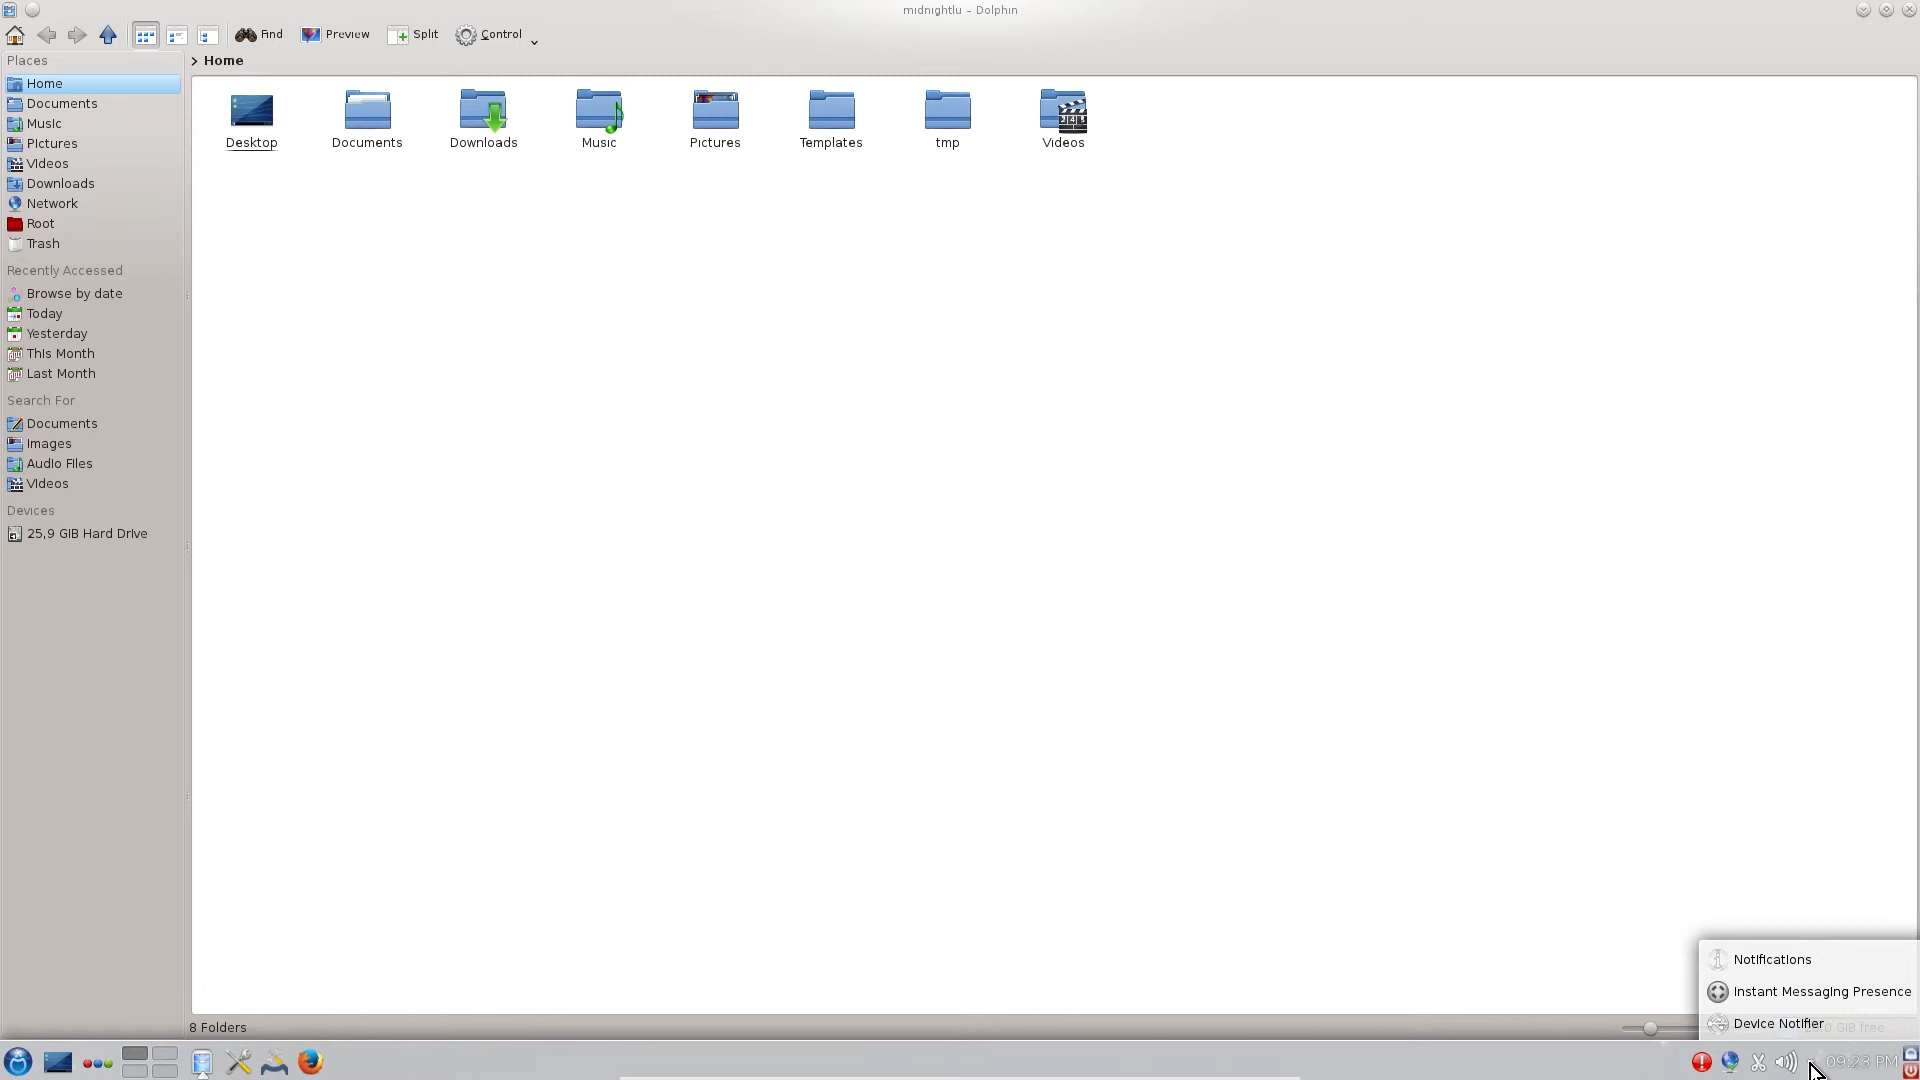 midnightlu – Dolphin
Find
Preview
Split
Control
Places
> Home
Home
Documents
Music
Pictures
Videos
Downloads
Network
Root
Trash
Recently Accessed
Browse by date
Today
Yesterday
This Month
Last Month
Search For
Documents
Images
Audio Files
Videos
Devices
25,9 GiB Hard Drive
Desktop
Documents
Downloads
Music
Pictures
Templates
tmp
Videos
Notifications
Instant Messaging Presence
Device Notifier
GiB free
8 Folders
09:23 PM